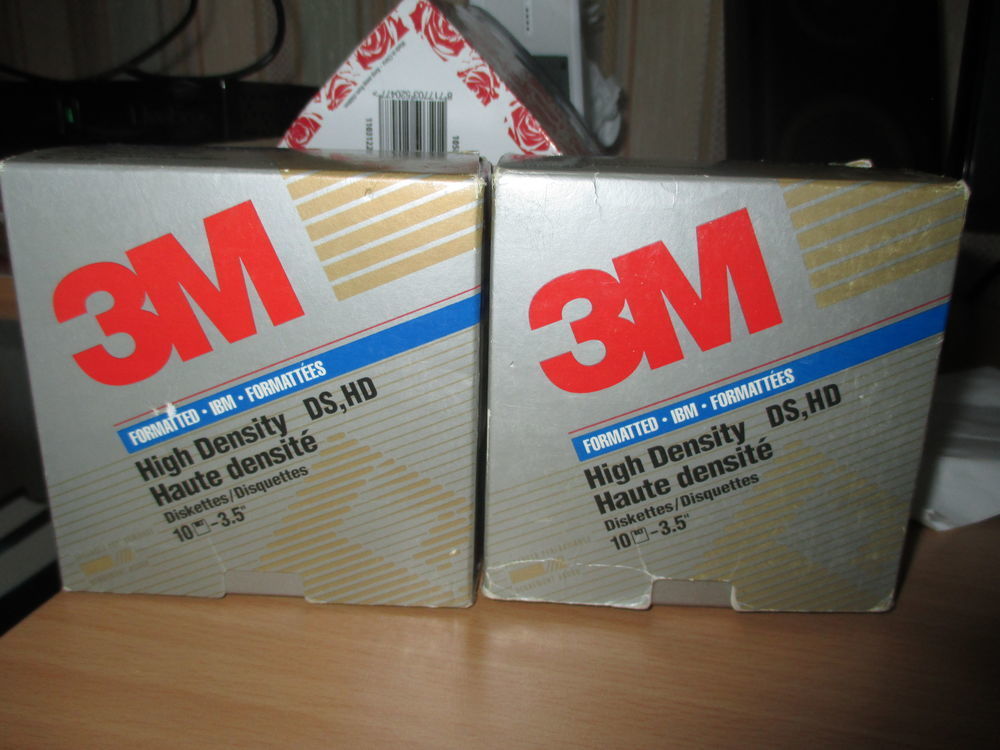 8717703520477
3M
FORMATTED • IBM • FORMATTÉES
High Density DS,HD
Haute densité
Diskettes/Disquettes
10 -3.5"
3M
FORMATTED • IBM • FORMATTÉES
High Density DS,HD
Haute densité
Diskettes/Disquettes
10 -3.5"